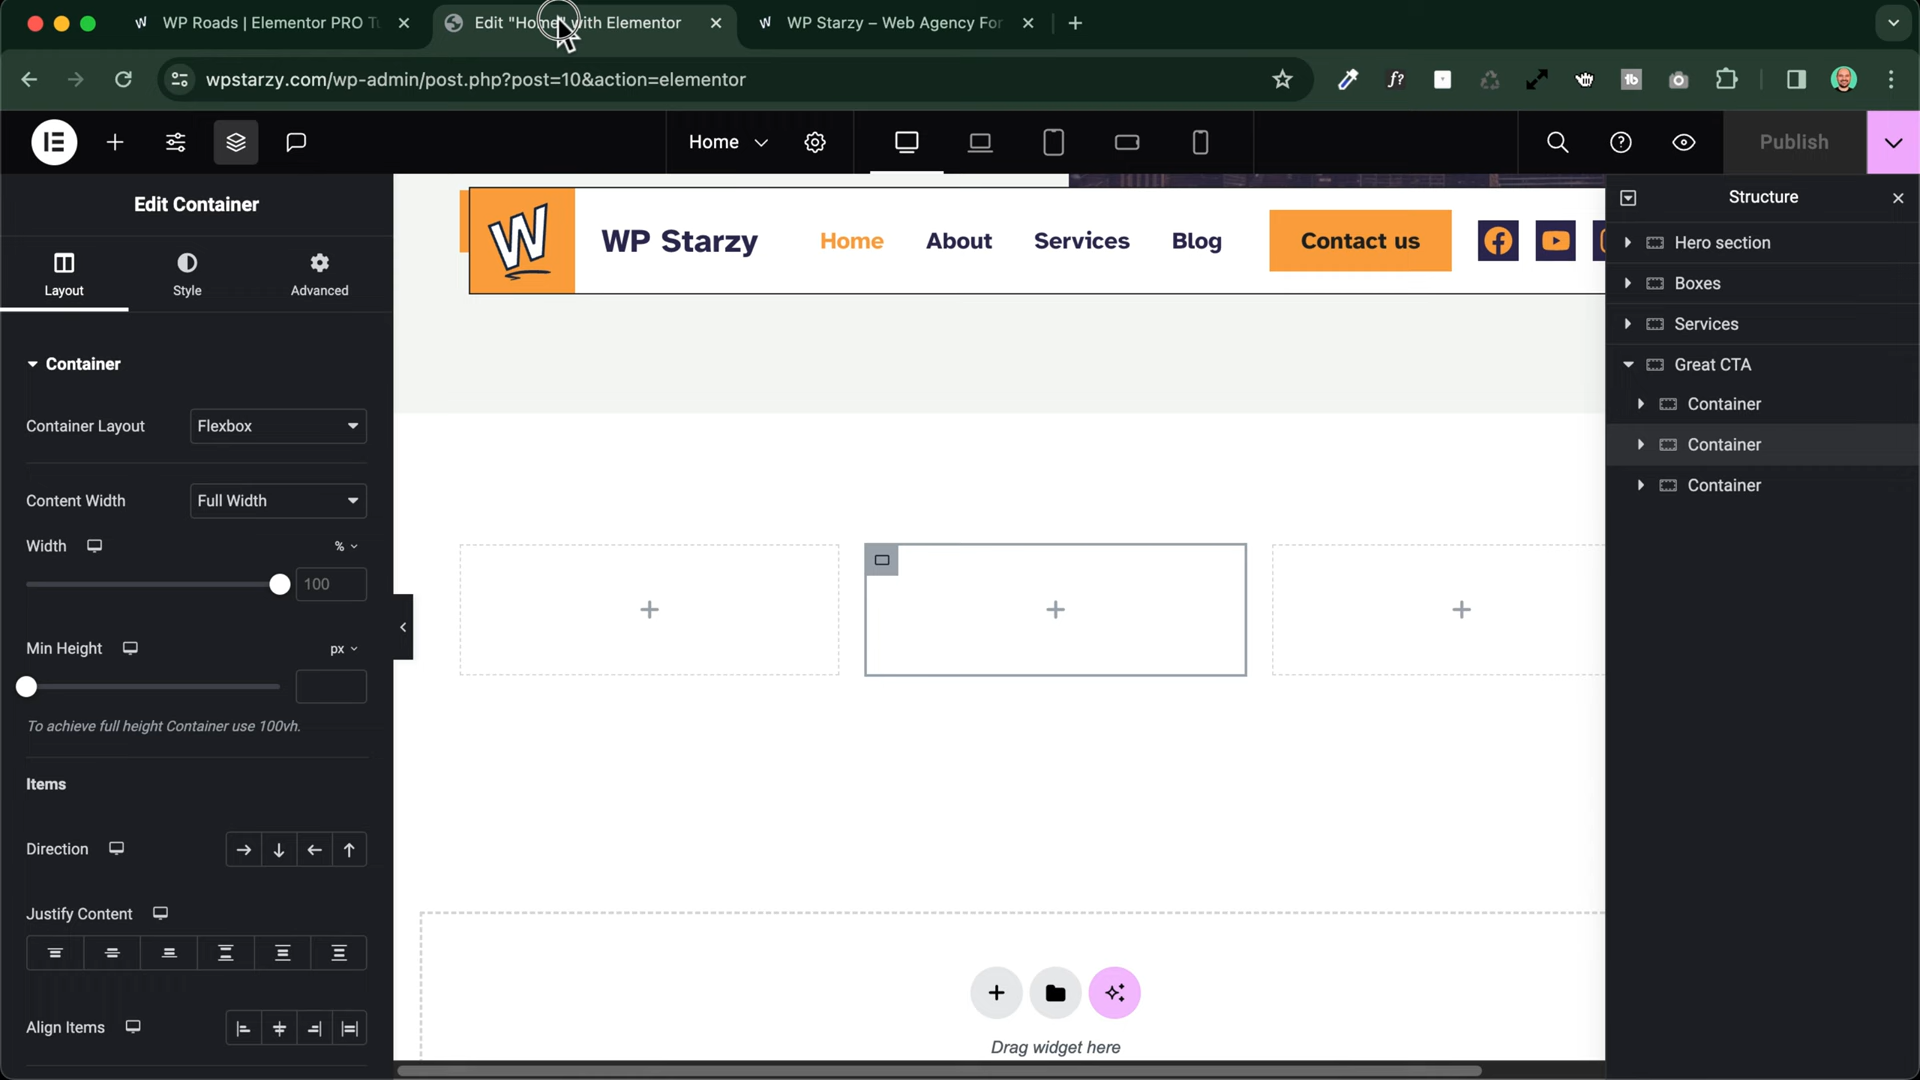 WP Roads | Elementor PRO Tu
Edit "Home" with Elementor
WP Starzy – Web Agency For
wpstarzy.com/wp-admin/post.php?post=10&action=elementor
Home
Publish
Edit Container
Layout
Style
Advanced
Container
Container Layout
Flexbox
Content Width
Full Width
Width
%
100
Min Height
px
To achieve full height Container use 100vh.
Items
Direction
Justify Content
Align Items
W
WP Starzy
Home
About
Services
Blog
Contact us
Drag widget here
Structure
Hero section
Boxes
Services
Great CTA
Container
Container
Container